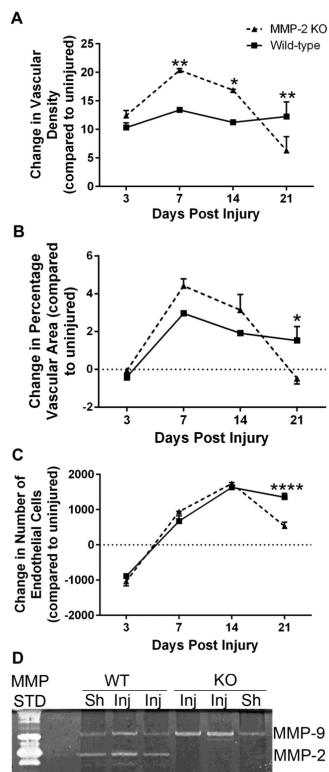 A
MMP-2 KO
Wild-type
Change in Vascular
Density
(compared to uninjured)
25
20
15
10
5
0
**
*
**
3 7 14 21
Days Post Injury
B
Change in Percentage
Vascular Area (compared
to uninjured)
6
4
2
0
-2
*
3 7 14 21
Days Post Injury
C
Change in Number of
Endothelial Cells
(compared to uninjured)
2000
1000
0
-1000
-2000
****
3 7 14 21
Days Post Injury
D
MMP WT KO
STD Sh Inj Inj Inj Inj Sh
MMP-9
MMP-2